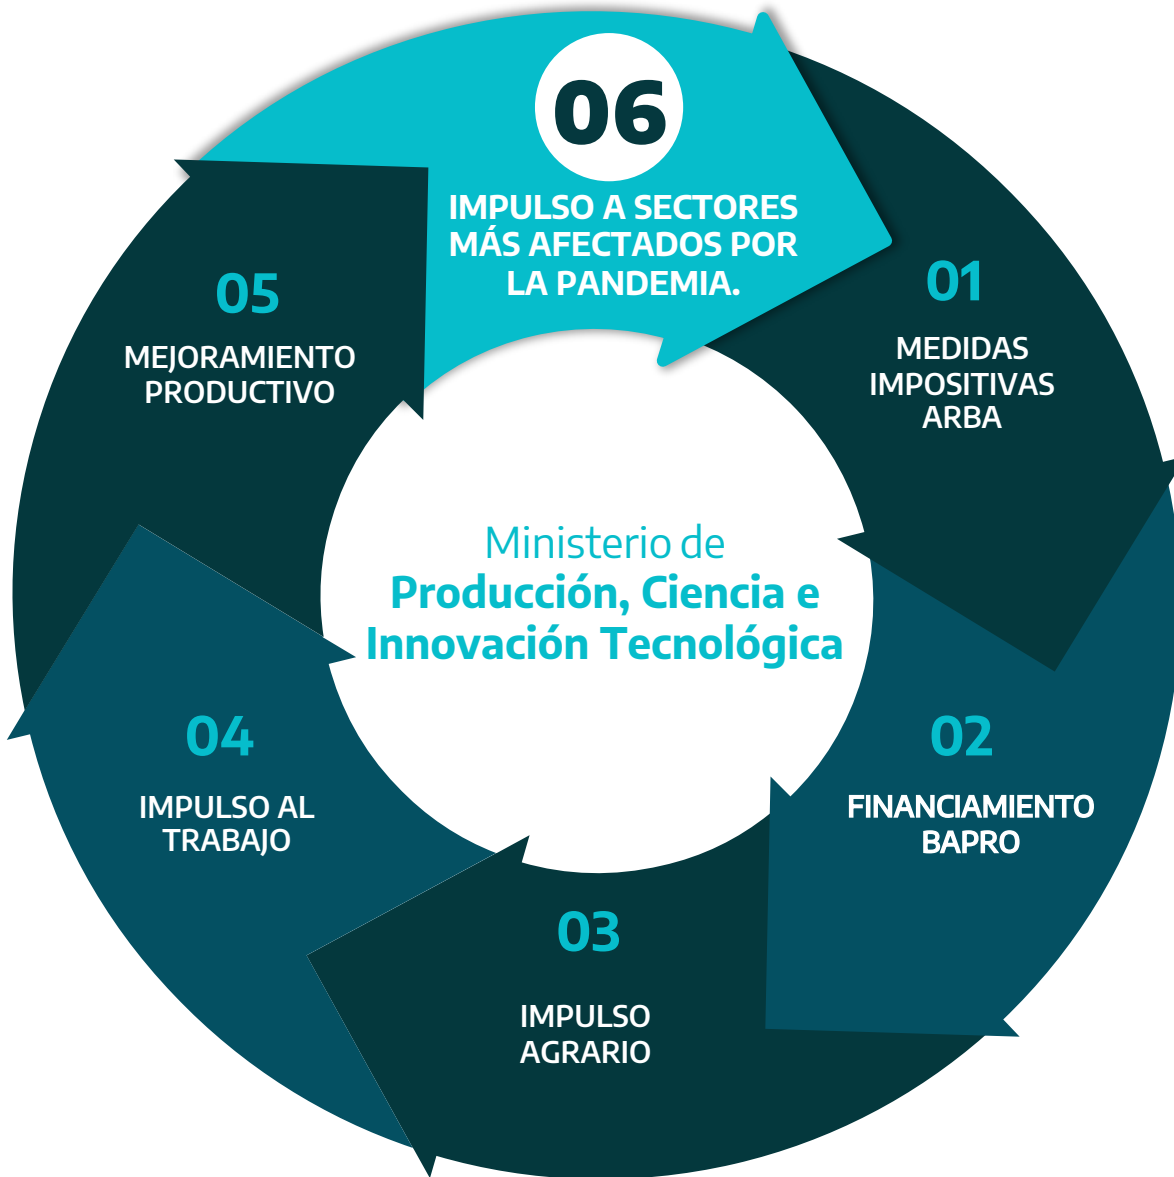 06
IMPULSO A SECTORES
MÁS AFECTADOS POR
LA PANDEMIA.
01
MEDIDAS
IMPOSITIVAS
ARBA
02
FINANCIAMIENTO
BAPRO
03
IMPULSO
AGRARIO
04
IMPULSO AL
TRABAJO
05
MEJORAMIENTO
PRODUCTIVO
Ministerio de
Producción, Ciencia e
Innovación Tecnológica